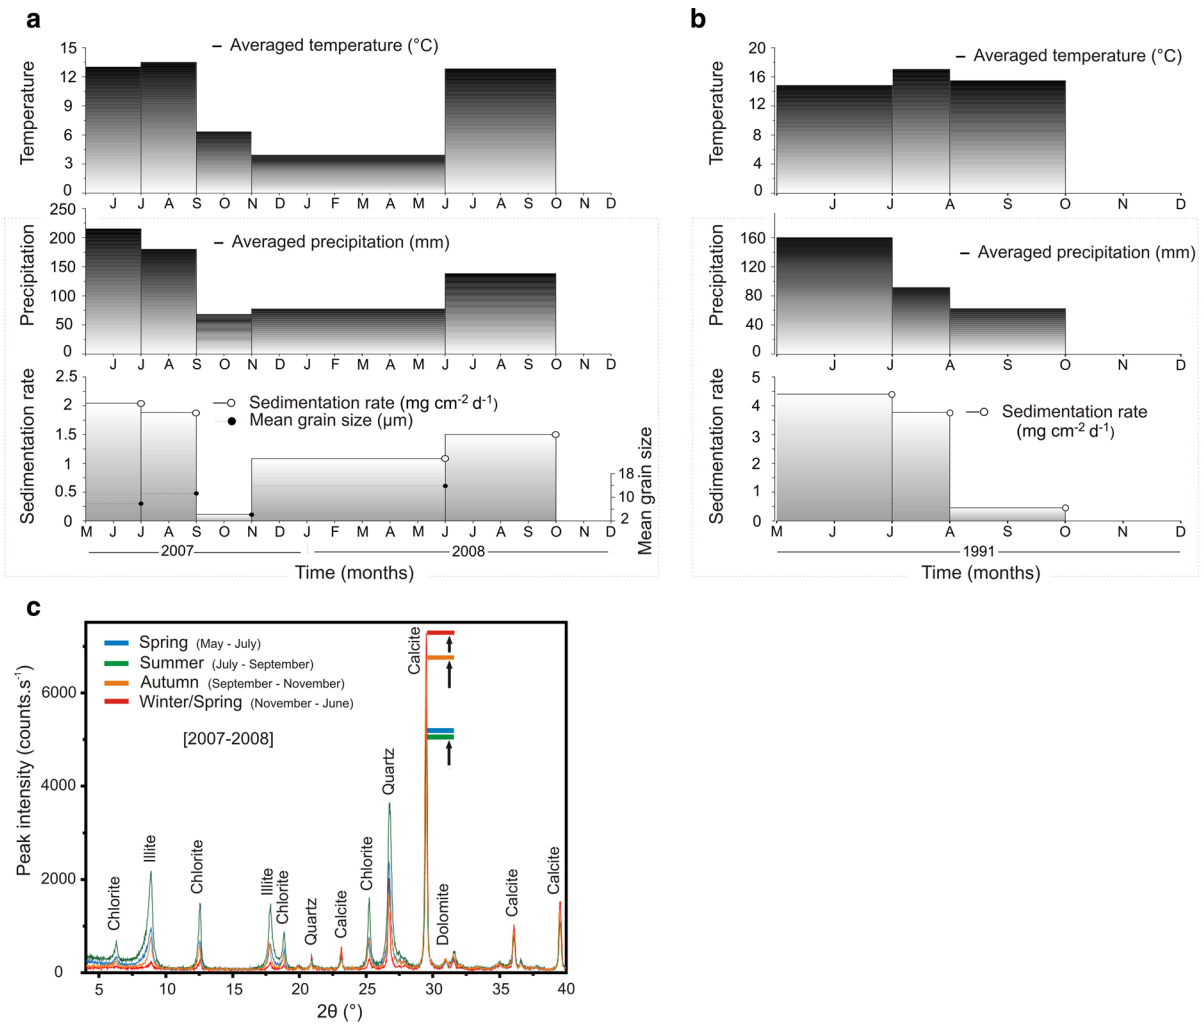 a
– Averaged temperature (°C)
Temperature
15
12
9
6
3
0
J J A S O N D J F M A M J J A S O N D
– Averaged precipitation (mm)
Precipitation
250
200
150
100
50
0
J J A S O N D J F M A M J J A S O N D
Sedimentation rate (mg cm-2 d-1)
Mean grain size (µm)
Sedimentation rate
2.5
2
1.5
1
0.5
0
18
10
2
Mean grain size
M J J A S O N D J F M A M J J A S O N D
2007
2008
Time (months)
b
– Averaged temperature (°C)
Temperature
20
16
12
8
4
0
J J A S O N D
– Averaged precipitation (mm)
Precipitation
160
120
80
40
0
J J A S O N D
Sedimentation rate
(mg cm-2 d-1)
Sedimentation rate
5
4
3
2
1
0
M J J A S O N D
1991
Time (months)
c
Spring (May - July)
Summer (July - September)
Autumn (September - November)
Winter/Spring (November - June)
[2007-2008]
Peak intensity (counts.s-1)
6000
4000
2000
0
Chlorite
Illite
Chlorite
Illite
Chlorite
Quartz
Calcite
Chlorite
Quartz
Calcite
Dolomite
Calcite
Calcite
5 10 15 20 25 30 35 40
2θ (°)